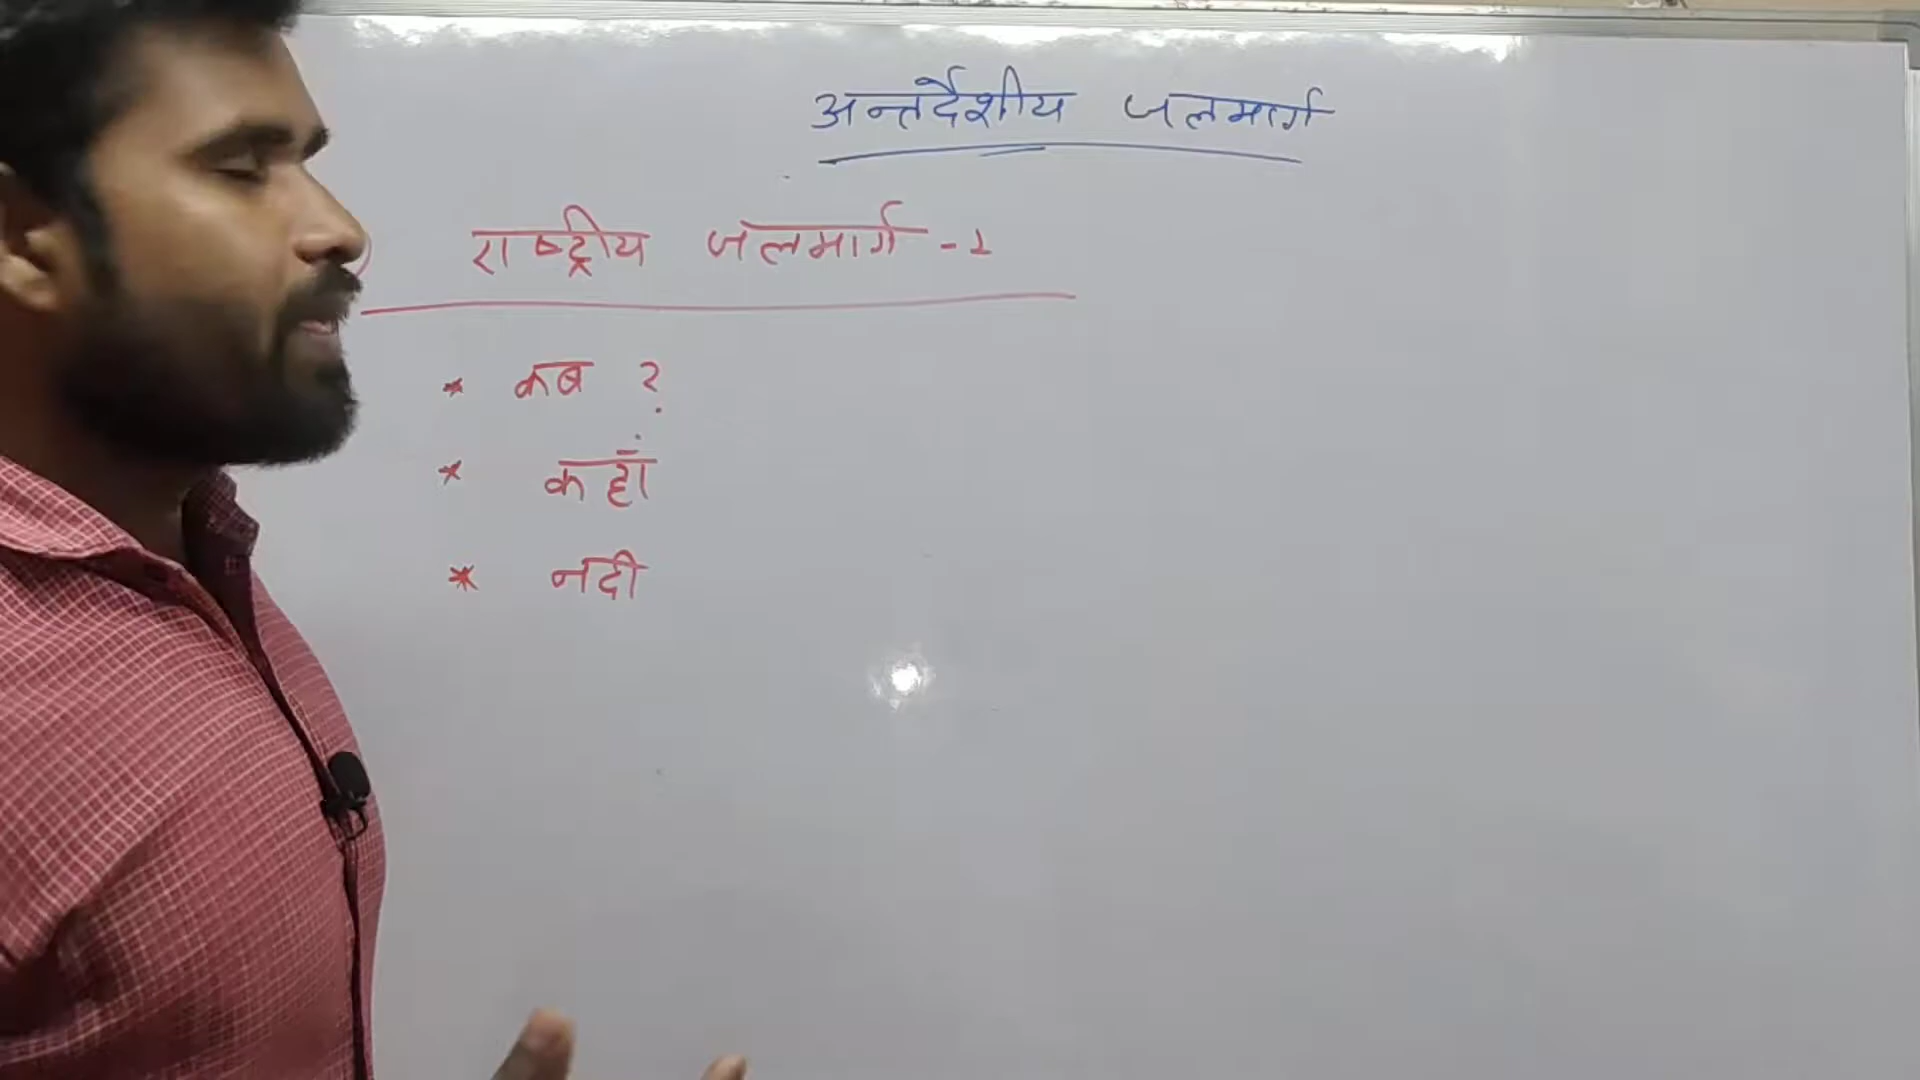 अन्तर्देशीय जलमार्ग
राष्ट्रीय जलमार्ग - 1
* कब ?
* कहाँ
* नदी